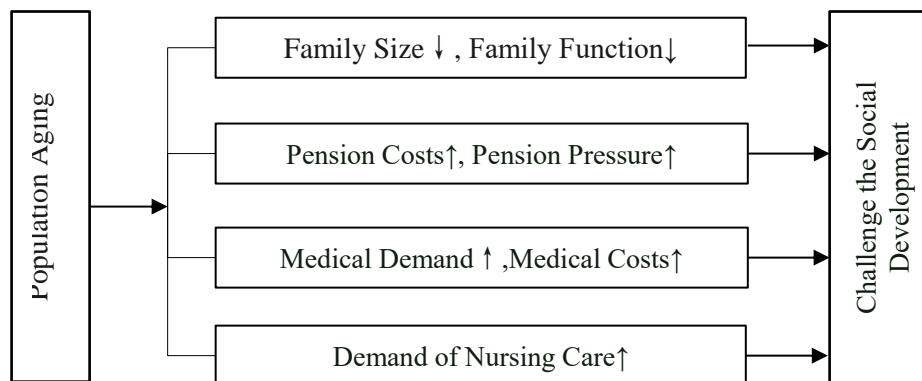 Population Aging
Family Size ↓ , Family Function↓
Pension Costs↑, Pension Pressure↑
Medical Demand ↑ ,Medical Costs↑
Demand of Nursing Care↑
Challenge the Social
Development